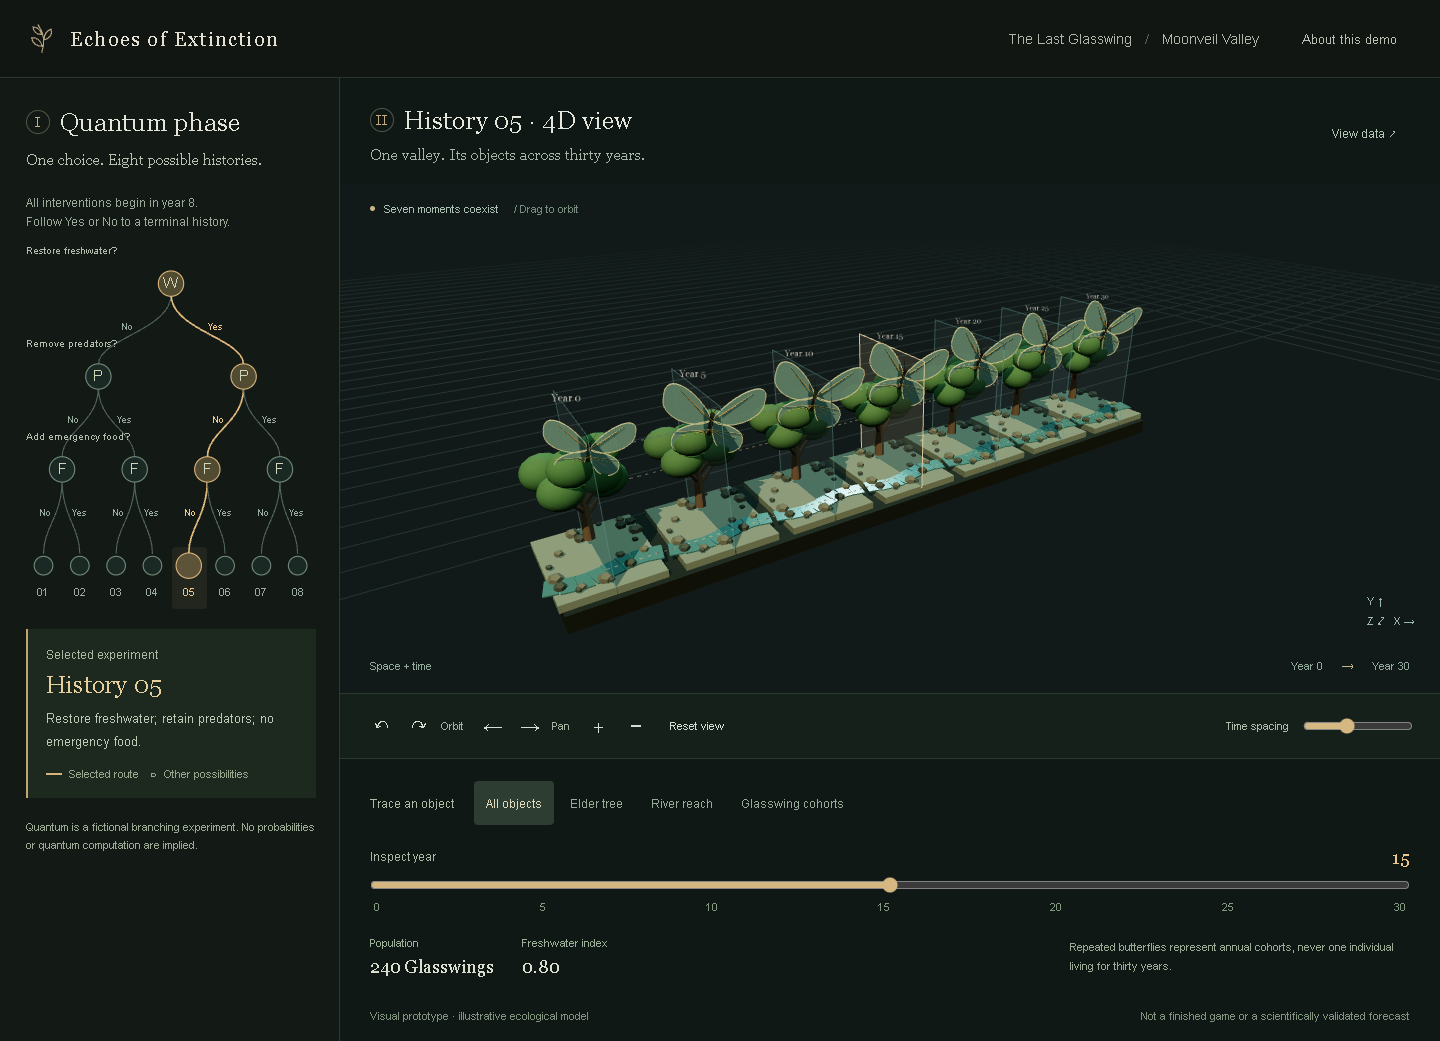 Echoes of Extinction
The Last Glasswing / Moonveil Valley
About this demo
I Quantum phase
One choice. Eight possible histories.
All interventions begin in year 8.
Follow Yes or No to a terminal history.
Restore freshwater?
W
No Yes
Remove predators?
P P
No Yes No Yes
Add emergency food?
F F F F
No Yes No Yes No Yes No Yes
01 02 03 04 05 06 07 08
Selected experiment
History 05
Restore freshwater; retain predators; no
emergency food.
Selected route Other possibilities
Quantum is a fictional branching experiment. No probabilities
or quantum computation are implied.
II History 05 · 4D view
One valley. Its objects across thirty years.
View data ↗
Seven moments coexist / Drag to orbit
Year 0
Year 5
Year 10
Year 15
Year 20
Year 25
Year 30
Y ↑
Z ↗ X →
Space + time
Year 0 → Year 30
Orbit ← → Pan + − Reset view
Time spacing
Trace an object All objects Elder tree River reach Glasswing cohorts
Inspect year 15
0 5 10 15 20 25 30
Population Freshwater index
240 Glasswings 0.80
Repeated butterflies represent annual cohorts, never one individual
living for thirty years.
Visual prototype · illustrative ecological model
Not a finished game or a scientifically validated forecast